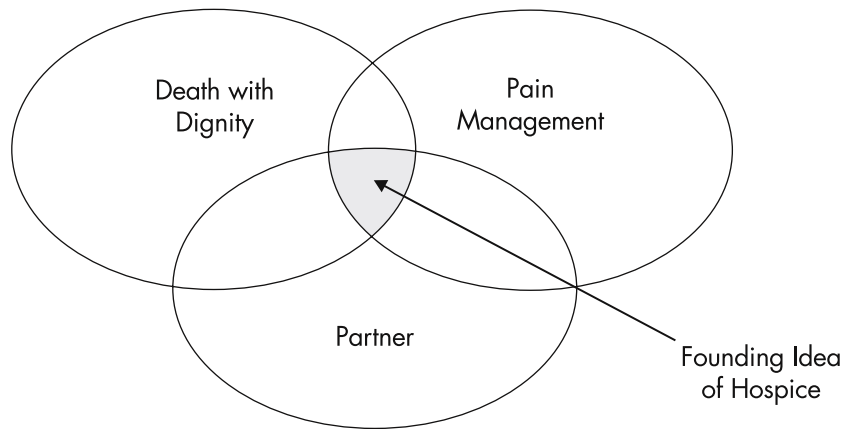 Death with
Dignity
Pain
Management
Partner
Founding Idea
of Hospice